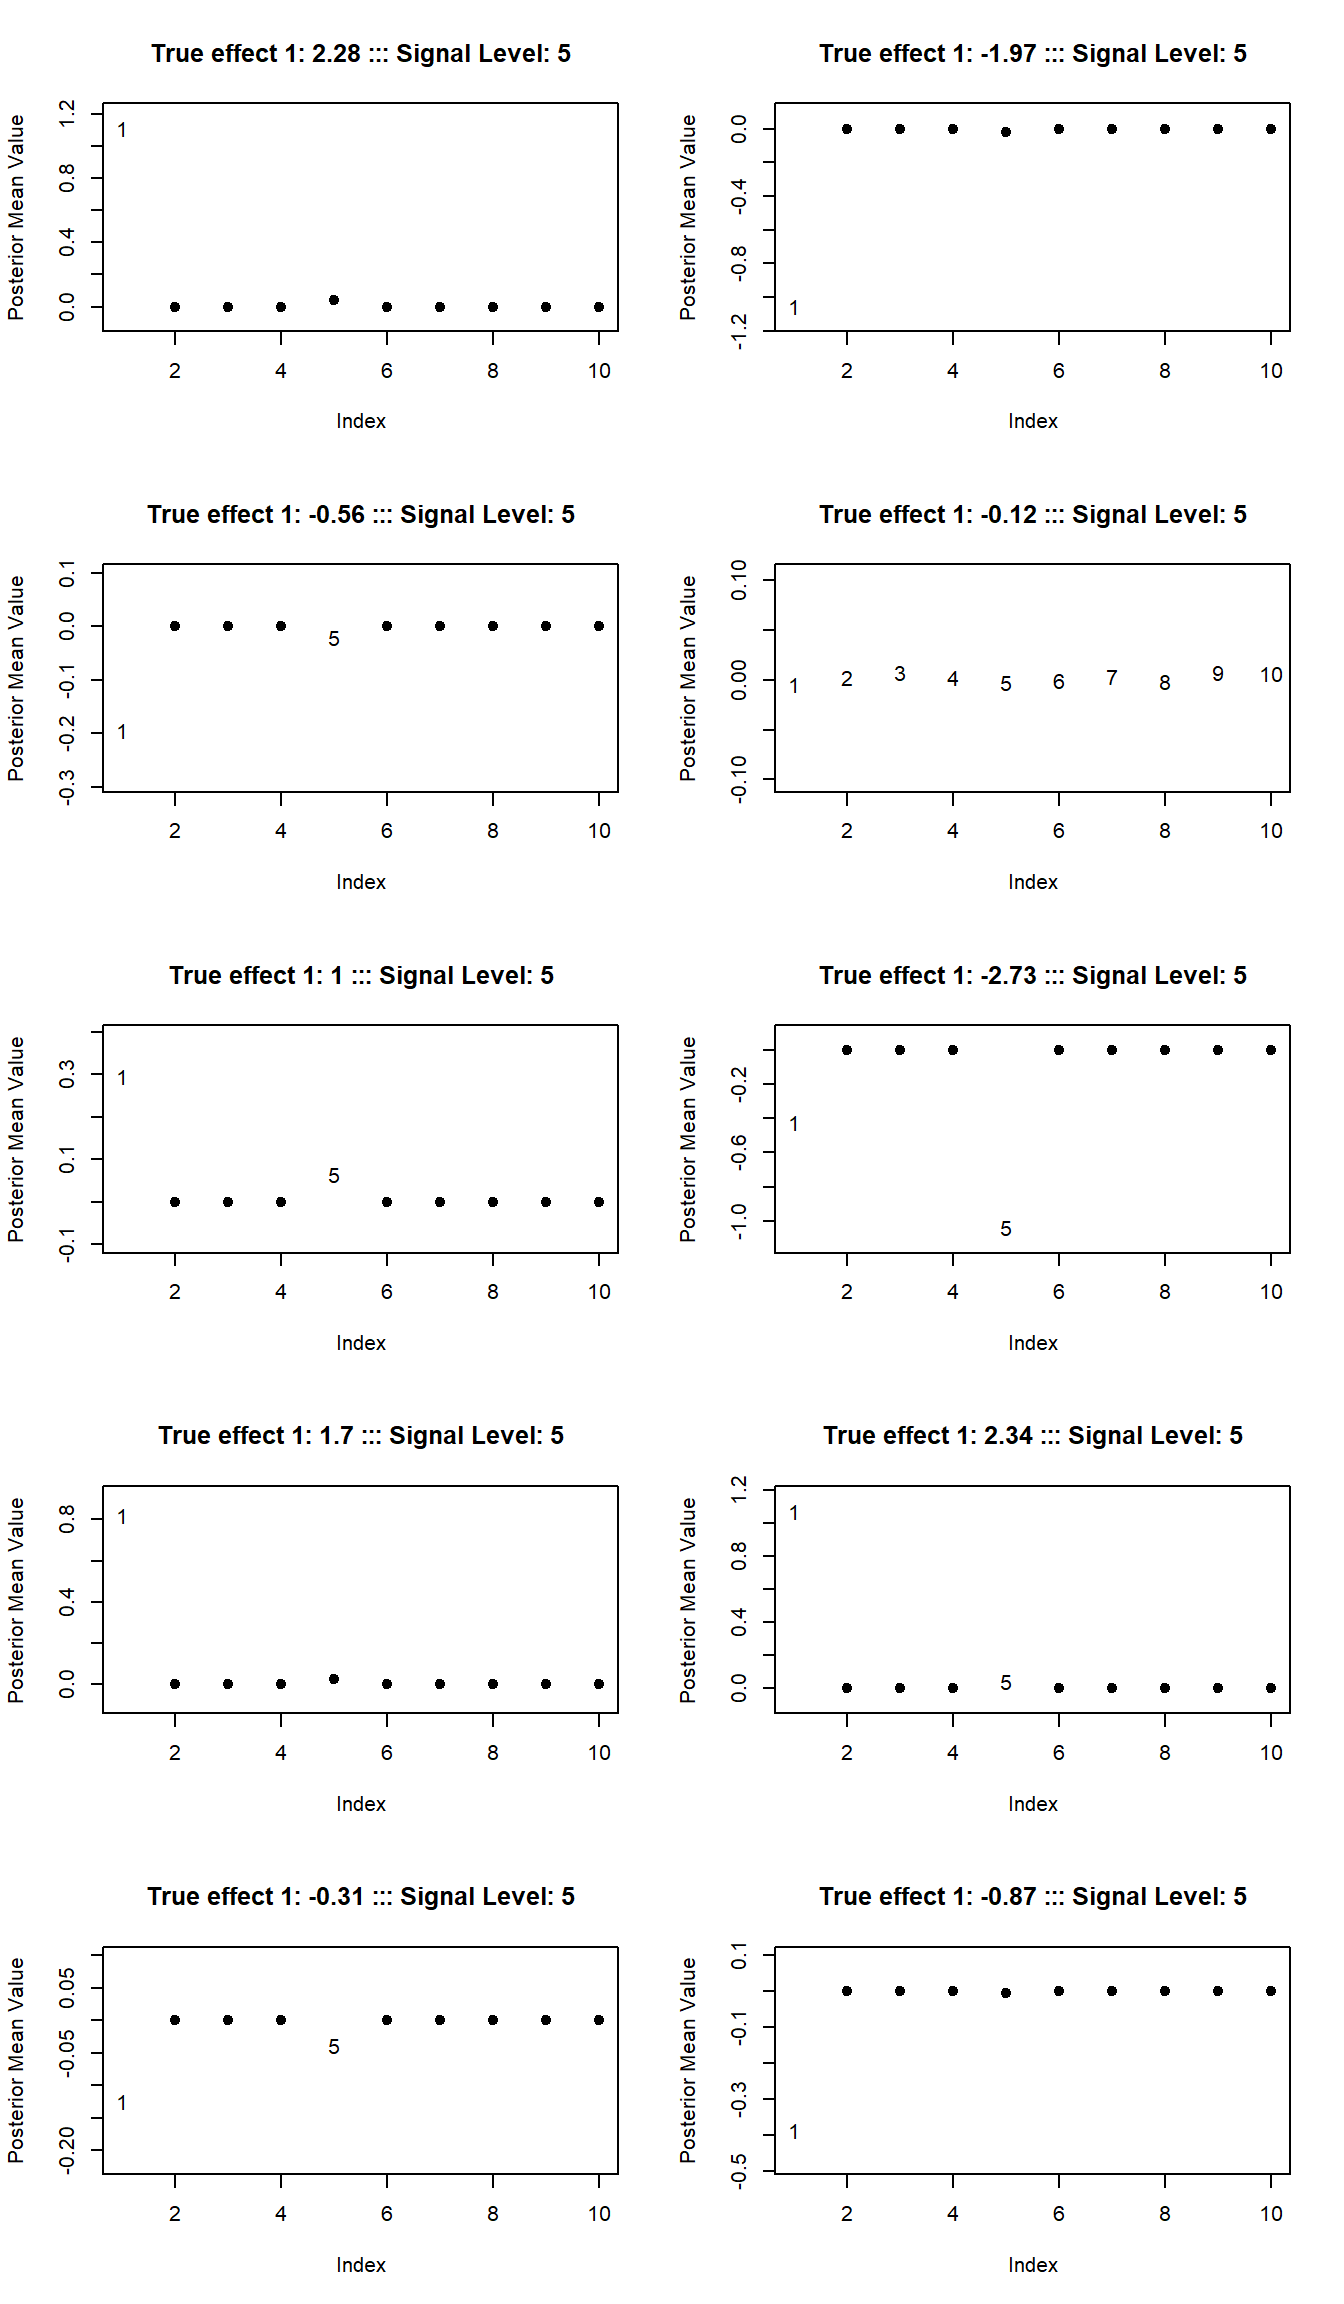 True effect 1: 2.28 ::: Signal Level: 5
Posterior Mean Value
1.2
0.8
0.4
0.0
1
2 4 6 8 10
Index
True effect 1: -1.97 ::: Signal Level: 5
Posterior Mean Value
0.0
-0.4
-0.8
-1.2
1
2 4 6 8 10
Index
True effect 1: -0.56 ::: Signal Level: 5
Posterior Mean Value
0.1
0.0
-0.1
-0.2
-0.3
5
1
2 4 6 8 10
Index
True effect 1: -0.12 ::: Signal Level: 5
Posterior Mean Value
0.10
0.00
-0.10
1 2 3 4 5 6 7 8 9 10
2 4 6 8 10
Index
True effect 1: 1 ::: Signal Level: 5
Posterior Mean Value
0.3
0.1
-0.1
1
5
2 4 6 8 10
Index
True effect 1: -2.73 ::: Signal Level: 5
Posterior Mean Value
-0.2
-0.6
-1.0
1
5
2 4 6 8 10
Index
True effect 1: 1.7 ::: Signal Level: 5
Posterior Mean Value
0.8
0.4
0.0
1
2 4 6 8 10
Index
True effect 1: 2.34 ::: Signal Level: 5
Posterior Mean Value
1.2
0.8
0.4
0.0
1
5
2 4 6 8 10
Index
True effect 1: -0.31 ::: Signal Level: 5
Posterior Mean Value
0.05
-0.05
-0.20
5
1
2 4 6 8 10
Index
True effect 1: -0.87 ::: Signal Level: 5
Posterior Mean Value
0.1
-0.1
-0.3
-0.5
1
2 4 6 8 10
Index